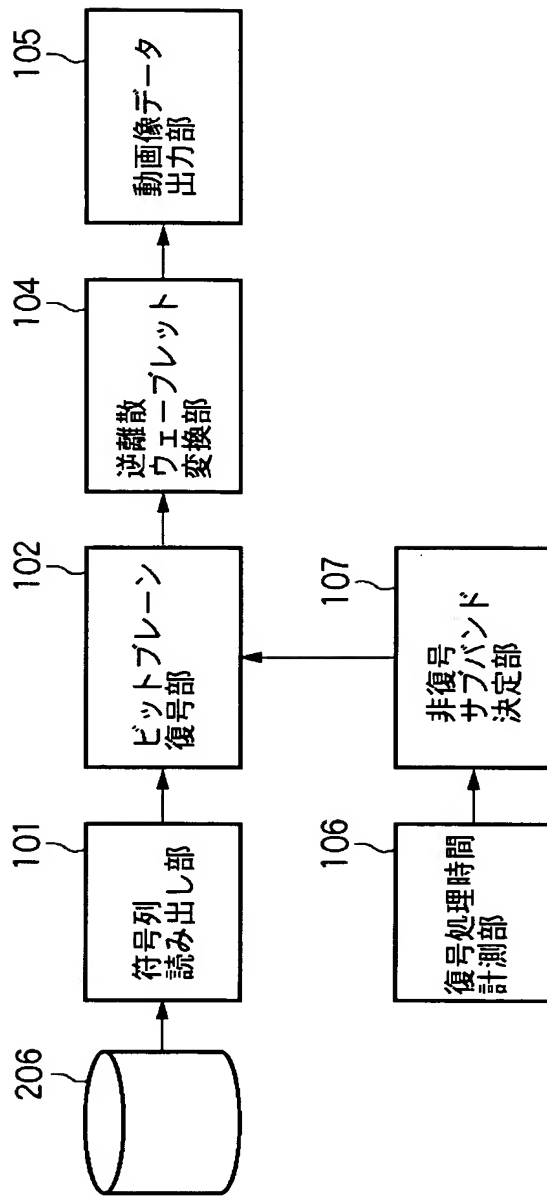 206
101
符号列
読み出し部
102
ビットプレーン
復号部
104
逆離散
ウェーブレット
変換部
105
動画像データ
出力部
106
復号処理時間
計測部
107
非復号
サブバンド
決定部